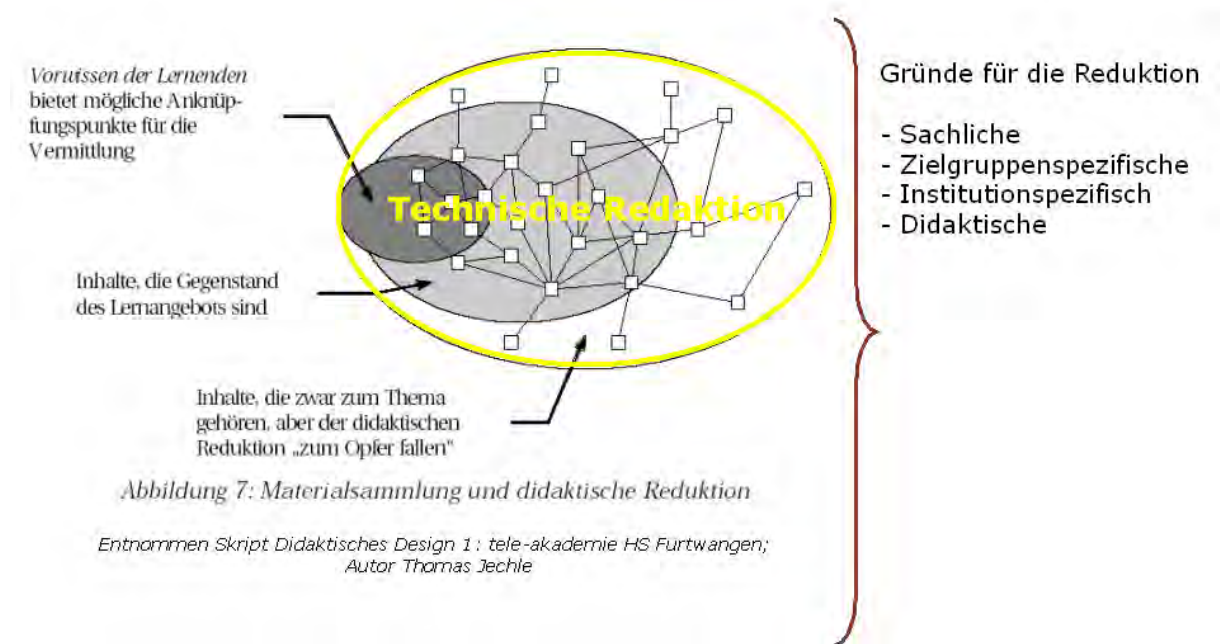 Vorwissen der Lernenden
bietet mögliche Anknüp-
fungspunkte für die
Vermittlung
Technische Redaktion
Inhalte, die Gegenstand
des Lernangebots sind
Inhalte, die zwar zum Thema
gehören, aber der didaktischen
Reduktion „zum Opfer fallen"
Abbildung 7: Materialsammlung und didaktische Reduktion
Entnommen Skript Didaktisches Design 1: tele-akademie HS Furtwangen;
Autor Thomas Jechle
Gründe für die Reduktion
- Sachliche
- Zielgruppenspezifische
- Institutionspezifisch
- Didaktische